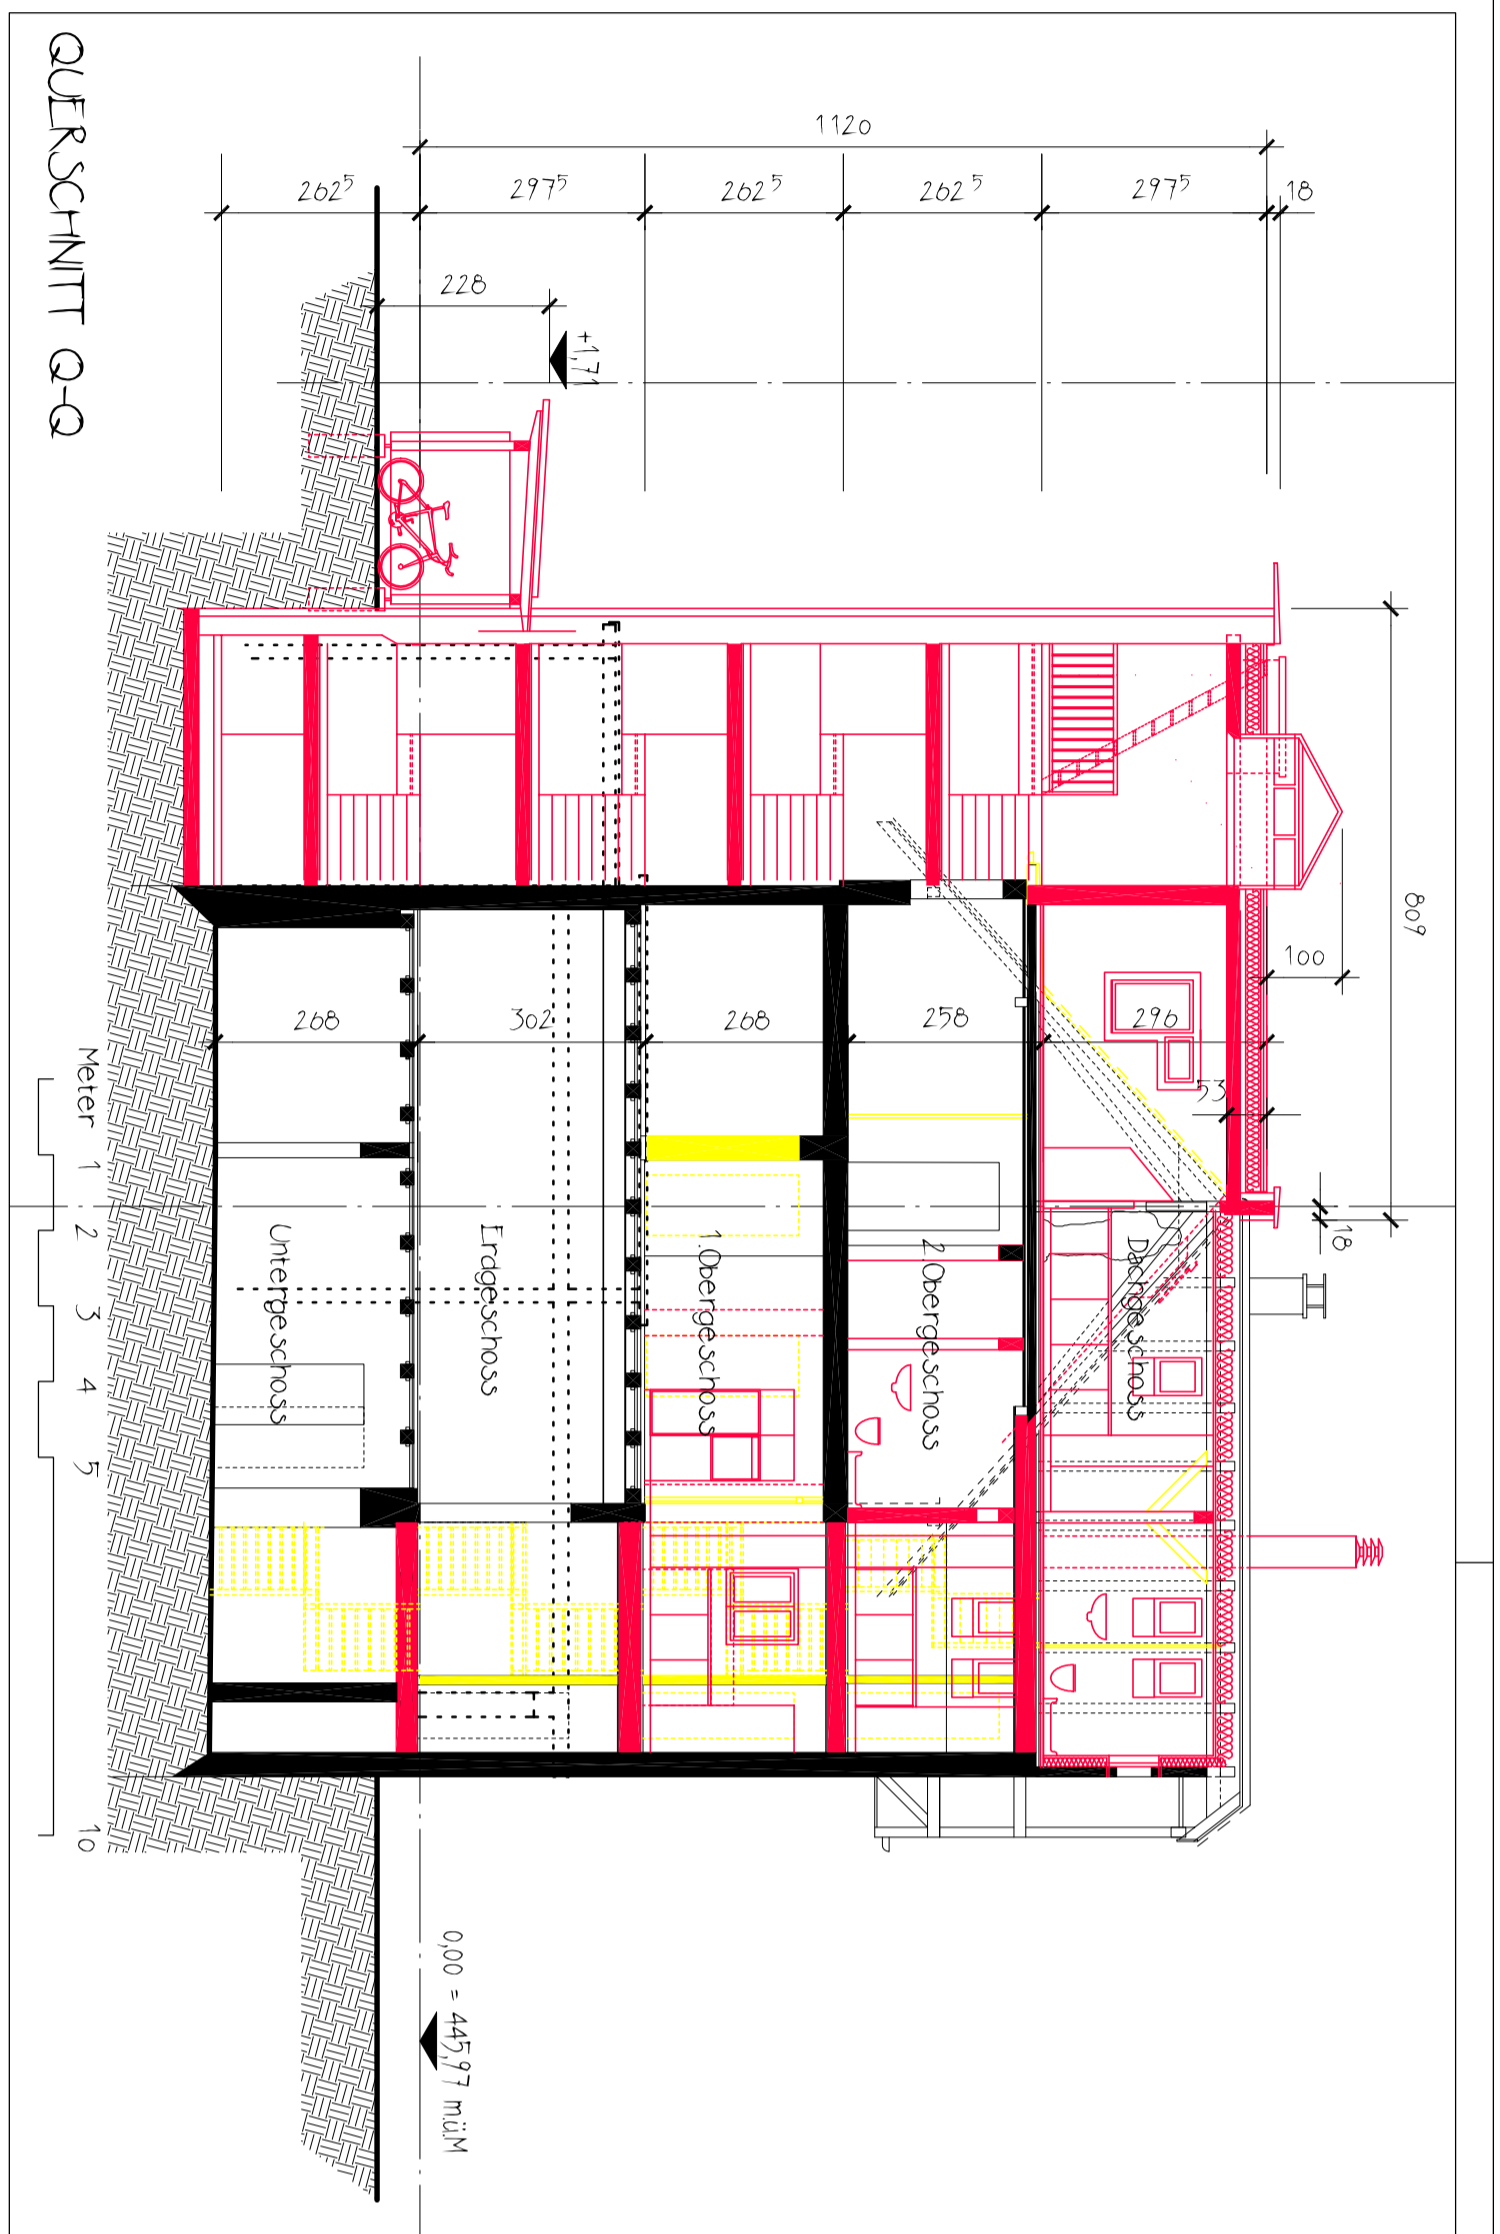 1120
262⁵ 297⁵ 262⁵ 262⁵ 297⁵ 18
228
+1,71
809
100
268 302 268 258 296
53
18
Untergeschoss
Erdgeschoss
1.Obergeschoss
2.Obergeschoss
Dachgeschoss
0,00 = 445,97 m.ü.M
Meter 1 2 3 4 5 10
QUERSCHNITT Q-Q